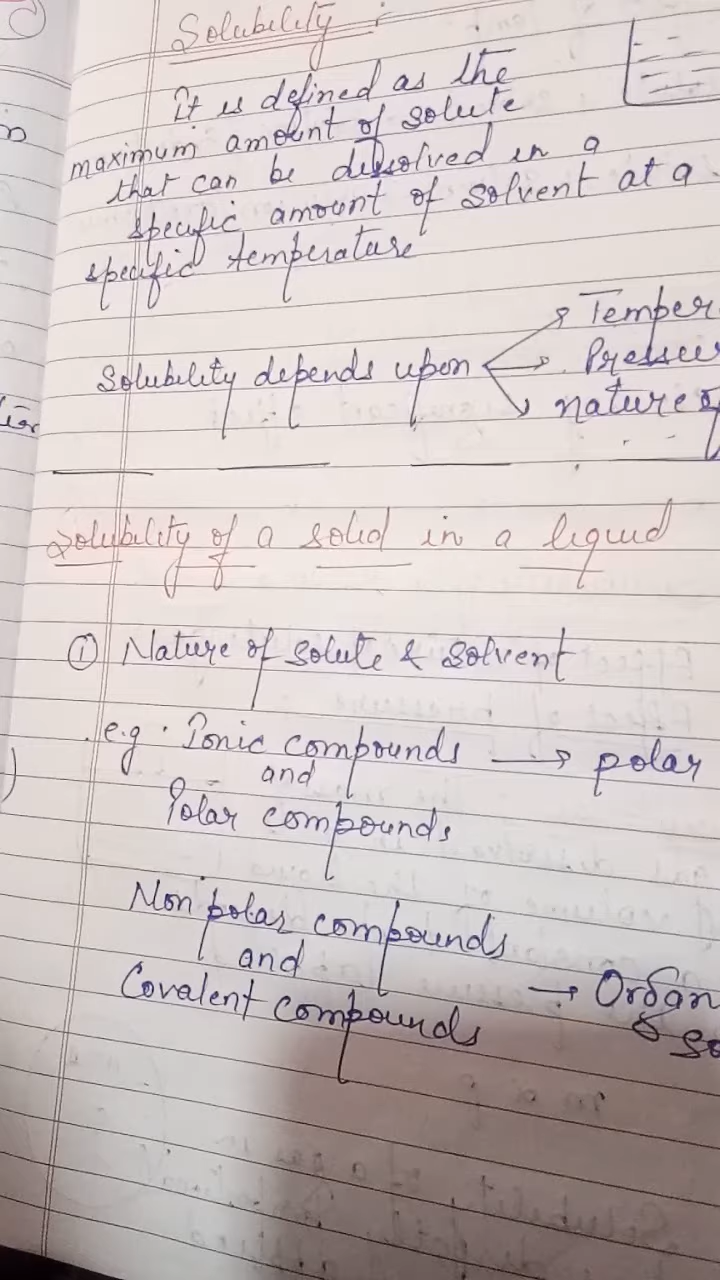 Solubility :
It is defined as the
maximum amount of solute
that can be dissolved in a
specific amount of solvent at a
specific temperature
Solubility depends upon
Temper
Pressu
nature o
Solubility of a solid in a liquid
① Nature of solute & solvent
e.g. Ionic compounds → polar
and
Polar compounds
Non polar compounds
and → Organ
Covalent compounds so